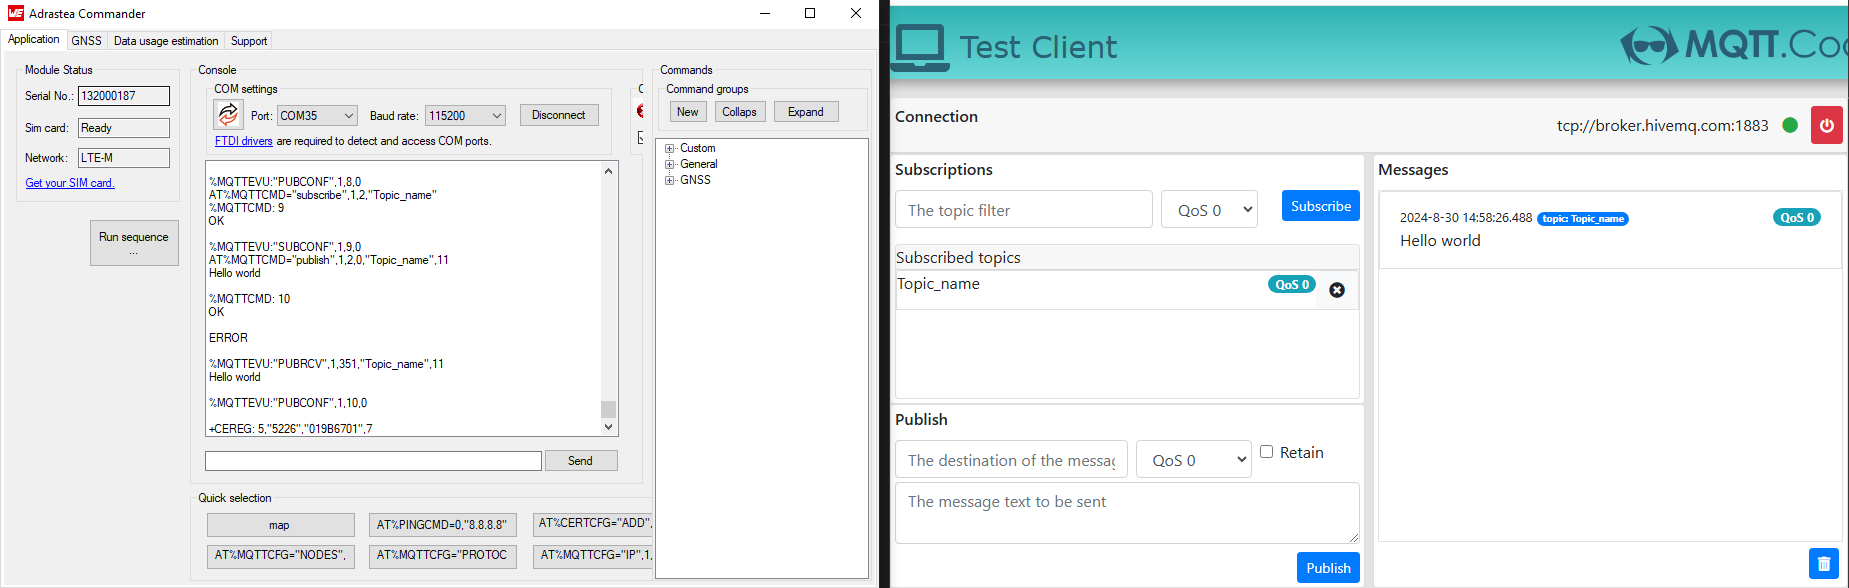 WE Adrastea Commander
Application GNSS Data usage estimation Support
Module Status
Serial No.: 132000187
Sim card: Ready
Network: LTE-M
Get your SIM card.
Run sequence
...
Console
COM settings
Port: COM35 Baud rate: 115200 Disconnect
FTDI drivers are required to detect and access COM ports.
%MQTTEVU:"PUBCONF",1,8,0
AT%MQTTCMD="subscribe",1,2,"Topic_name"
%MQTTCMD: 9
OK
%MQTTEVU:"SUBCONF",1,9,0
AT%MQTTCMD="publish",1,2,0,"Topic_name",11
Hello world
%MQTTCMD: 10
OK
ERROR
%MQTTEVU:"PUBRCV",1,351,"Topic_name",11
Hello world
%MQTTEVU:"PUBCONF",1,10,0
+CEREG: 5,"5226","019B6701",7
Send
Quick selection
map AT%PINGCMD=0,"8.8.8.8" AT%CERTCFG="ADD",
AT%MQTTCFG="NODES", AT%MQTTCFG="PROTOC AT%MQTTCFG="IP",1,
Commands
Command groups
New Collaps Expand
Custom
General
GNSS
Test Client
MQTT.Coo
Connection
tcp://broker.hivemq.com:1883
Subscriptions
The topic filter QoS 0 Subscribe
Subscribed topics
Topic_name QoS 0
Publish
The destination of the messag QoS 0 Retain
The message text to be sent
Publish
Messages
2024-8-30 14:58:26.488 topic: Topic_name QoS 0
Hello world